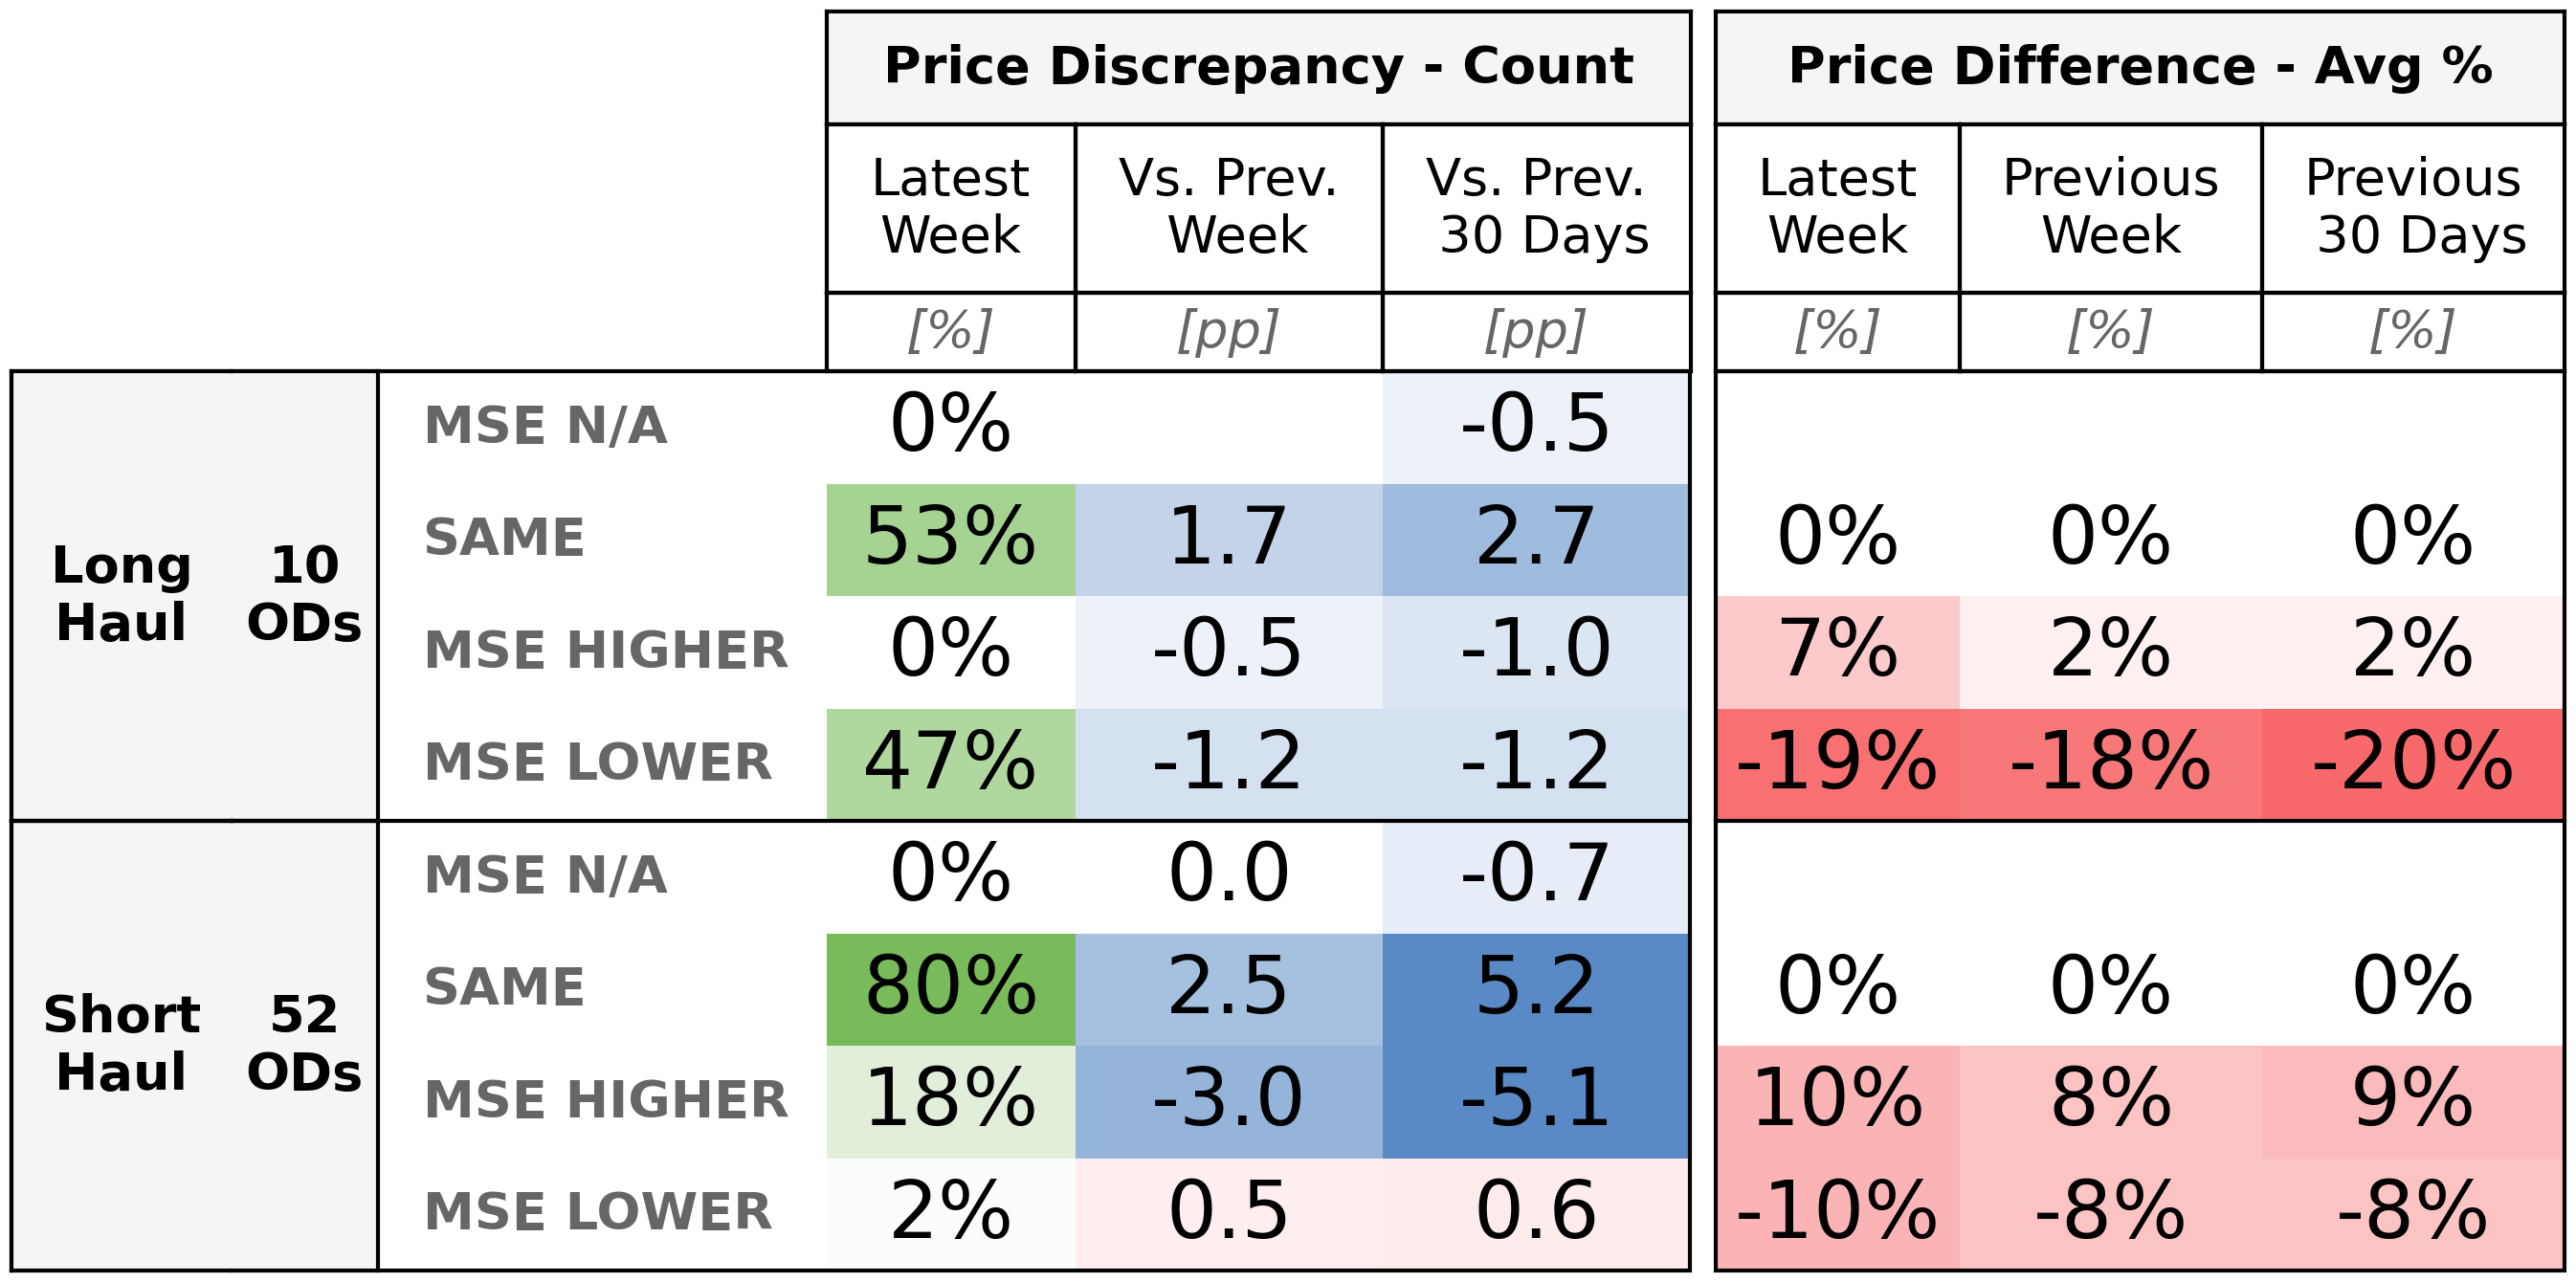 Price Discrepancy - Count Price Difference - Avg %
Latest Week Vs. Prev. Week Vs. Prev. 30 Days Latest Week Previous Week Previous 30 Days
[%] [pp] [pp] [%] [%] [%]
Long Haul 10 ODs
MSE N/A 0% -0.5
SAME 53% 1.7 2.7 0% 0% 0%
MSE HIGHER 0% -0.5 -1.0 7% 2% 2%
MSE LOWER 47% -1.2 -1.2 -19% -18% -20%
Short Haul 52 ODs
MSE N/A 0% 0.0 -0.7
SAME 80% 2.5 5.2 0% 0% 0%
MSE HIGHER 18% -3.0 -5.1 10% 8% 9%
MSE LOWER 2% 0.5 0.6 -10% -8% -8%